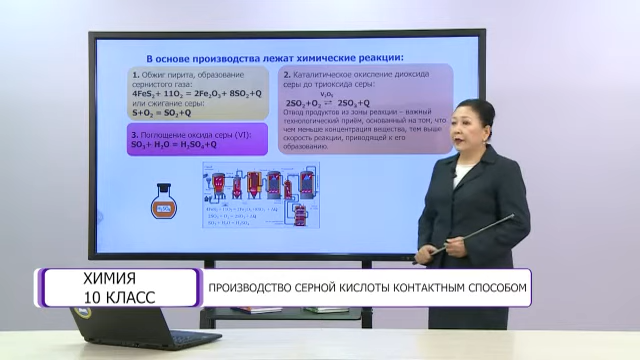 В основе производства лежат химические реакции:
1. Обжиг пирита, образование
сернистого газа:
4FeS₂+ 11O₂ = 2Fe₂O₃+ 8SO₂+Q
или сжигание серы:
S+O₂ = SO₂+Q
3. Поглощение оксида серы (VI):
SO₃+ H₂O = H₂SO₄+Q
2. Каталитическое окисление диоксида
серы до триоксида серы:
V₂O₅
2SO₂+O₂ ⇌ 2SO₃+Q
Отвод продуктов из зоны реакции – важный
технологический приём, основанный на том, что
чем меньше концентрация вещества, тем выше
скорость реакции, приводящей к его
образованию.
ХИМИЯ
10 КЛАСС
ПРОИЗВОДСТВО СЕРНОЙ КИСЛОТЫ КОНТАКТНЫМ СПОСОБОМ